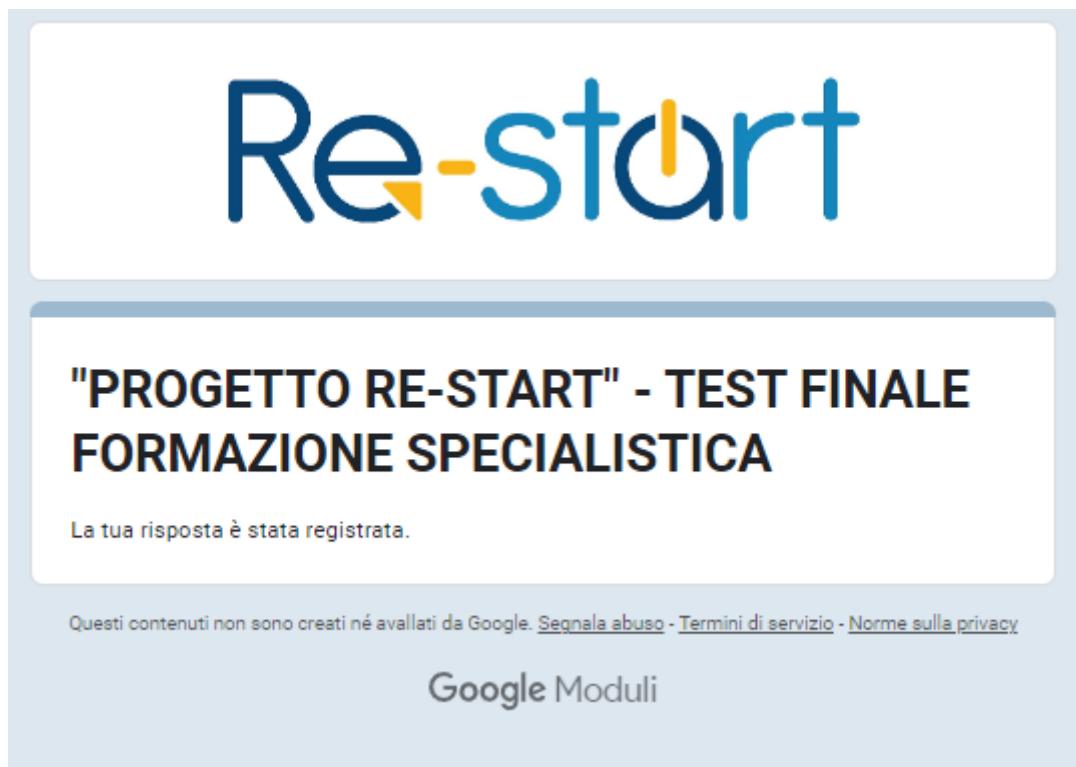 Re-start
"PROGETTO RE-START" - TEST FINALE
FORMAZIONE SPECIALISTICA
La tua risposta è stata registrata.
Questi contenuti non sono creati né avallati da Google. Segnala abuso - Termini di servizio - Norme sulla privacy
Google Moduli